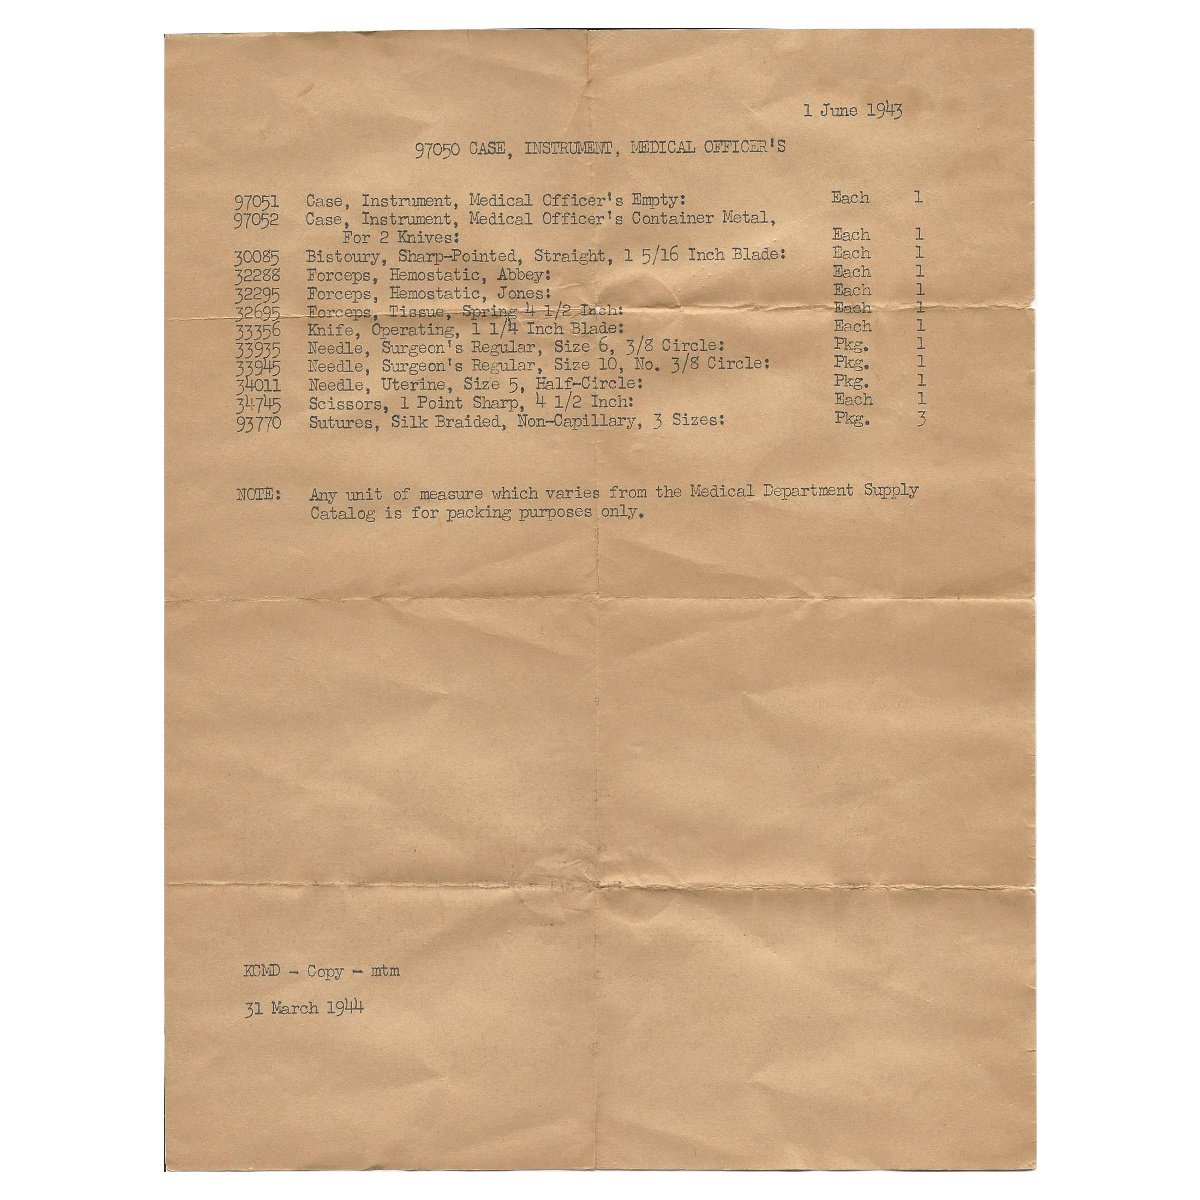 1 June 1943
97050 CASE, INSTRUMENT, MEDICAL OFFICER'S
97051 Case, Instrument, Medical Officer's Empty: Each 1
97052 Case, Instrument, Medical Officer's Container Metal,
For 2 Knives: Each 1
30085 Bistoury, Sharp-Pointed, Straight, 1 5/16 Inch Blade: Each 1
32288 Forceps, Hemostatic, Abbey: Each 1
32295 Forceps, Hemostatic, Jones: Each 1
32695 Forceps, Tissue, Spring 4 1/2 Inch: Each 1
33356 Knife, Operating, 1 1/4 Inch Blade: Each 1
33935 Needle, Surgeon's Regular, Size 6, 3/8 Circle: Pkg. 1
33945 Needle, Surgeon's Regular, Size 10, No. 3/8 Circle: Pkg. 1
34011 Needle, Uterine, Size 5, Half-Circle: Pkg. 1
34745 Scissors, 1 Point Sharp, 4 1/2 Inch: Each 1
93770 Sutures, Silk Braided, Non-Capillary, 3 Sizes: Pkg. 3
NOTE: Any unit of measure which varies from the Medical Department Supply
Catalog is for packing purposes only.
KCMD - Copy - mtm
31 March 1944